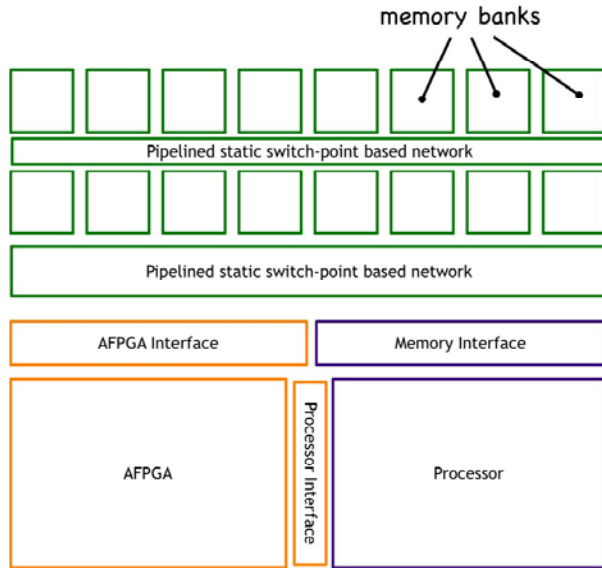 memory banks
Pipelined static switch-point based network
Pipelined static switch-point based network
AFPGA Interface
Memory Interface
AFPGA
Processor Interface
Processor